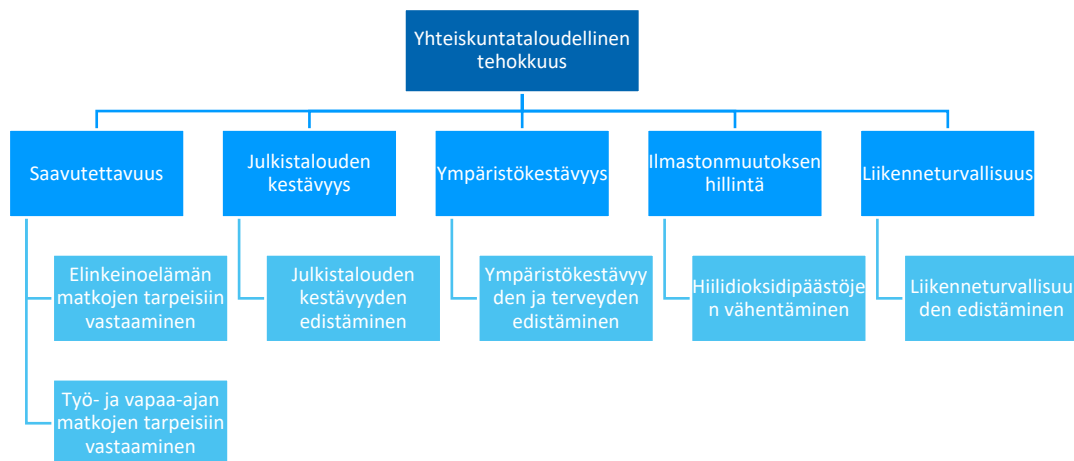 Yhteiskuntataloudellinen
tehokkuus
Saavutettavuus
Julkistalouden
kestävyys
Ympäristökestävyys
Ilmastonmuutoksen
hillintä
Liikenneturvallisuus
Elinkeinoelämän
matkojen tarpeisiin
vastaaminen
Julkistalouden
kestävyyden
edistäminen
Ympäristökestävyy
den ja terveyden
edistäminen
Hiilidioksidipäästöje
n vähentäminen
Liikenneturvallisuu
den edistäminen
Työ- ja vapaa-ajan
matkojen tarpeisiin
vastaaminen